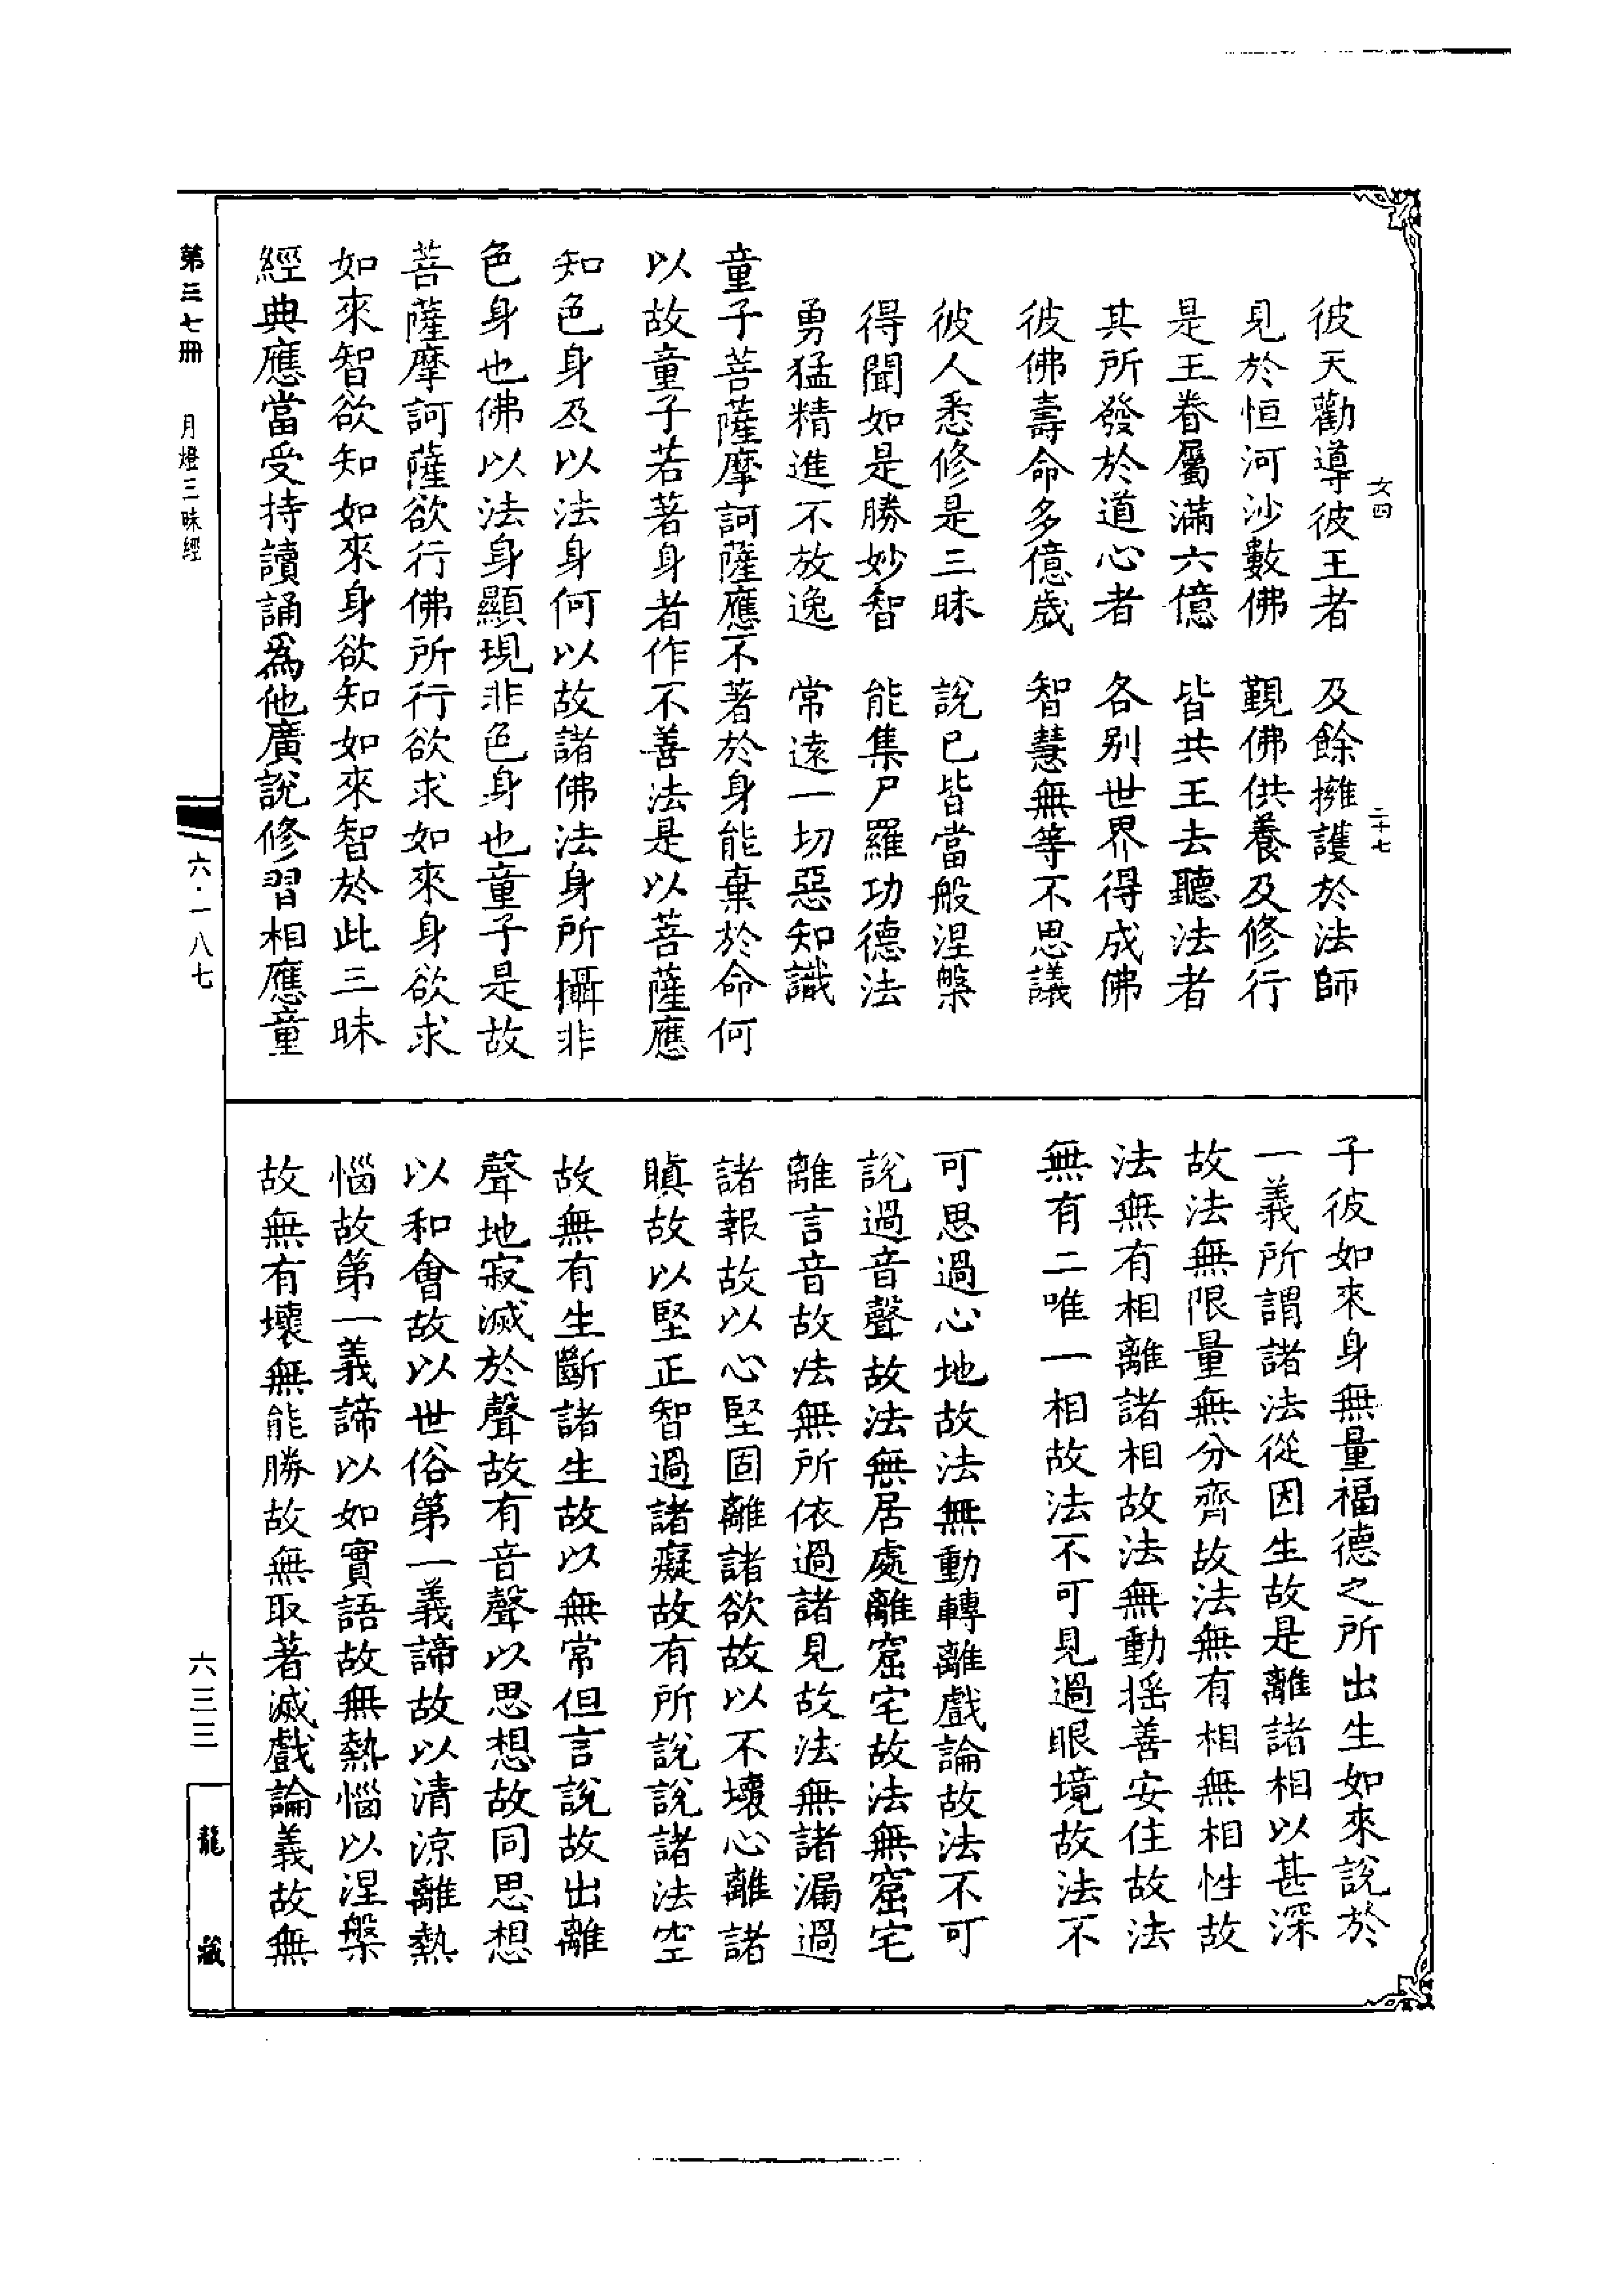 女四
二十七
彼天勸導彼王者　及餘擁護於法師
見於恒河沙數佛　覲佛供養及修行
是王眷屬滿六億　皆共王去聽法者
其所發於道心者　各別世界得成佛
彼佛壽命多億歲　智慧無等不思議
彼人悉修是三昧　說已皆當般涅槃
得聞如是勝妙智　能集尸羅功德法
勇猛精進不放逸　常遠一切惡知識
童子菩薩摩訶薩應不著於身能棄於命何
以故童子若著身者作不善法是以菩薩應
知色身及以法身何以故諸佛法身所攝非
色身也佛以法身顯現非色身也童子是故
菩薩摩訶薩欲行佛所行欲求如來身欲求
如來智欲知如來身欲知如來智於此三昧
經典應當受持讀誦為他廣說修習相應童
子彼如來身無量福德之所出生如來說於
一義所謂諸法從因生故是離諸相以甚深
故法無限量無分齊故法無有相無相性故
法無有相離諸相故法無動搖善安住故法
無有二唯一相故法不可見過眼境故法不
可思過心地故法無動轉離戲論故法不可
說過音聲故法無居處離窟宅故法無窟宅
離言音故法無所依過諸見故法無諸漏過
諸報故以心堅固離諸欲故以不壞心離諸
瞋故以堅正智過諸癡故有所說說諸法空
故無有生斷諸生故以無常但言說故出離
聲地寂滅於聲故有音聲以思想故同思想
以和會故以世俗第一義諦故以清涼離熱
惱故第一義諦以如實語故無熱惱以涅槃
故無有壞無能勝故無取著滅戲論義故無
第三七冊　月燈三昧經
六·一八七
六三三
龍藏